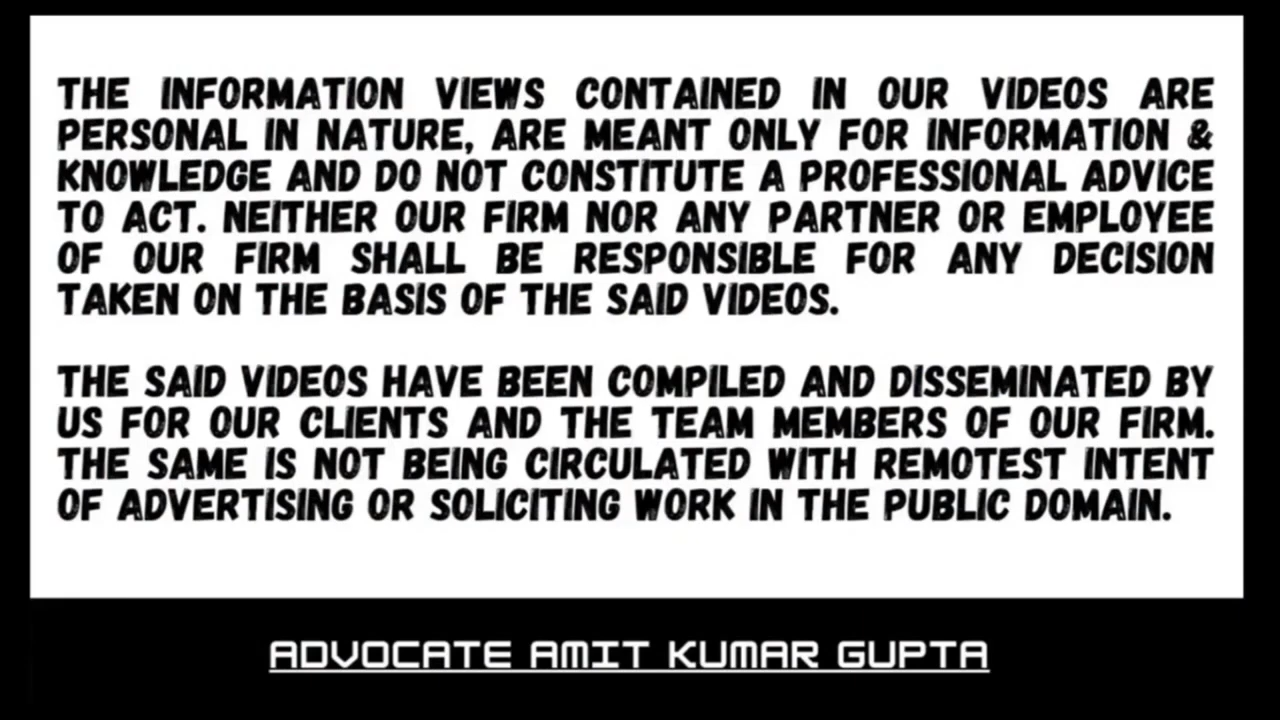 THE INFORMATION VIEWS CONTAINED IN OUR VIDEOS ARE
PERSONAL IN NATURE, ARE MEANT ONLY FOR INFORMATION &
KNOWLEDGE AND DO NOT CONSTITUTE A PROFESSIONAL ADVICE
TO ACT. NEITHER OUR FIRM NOR ANY PARTNER OR EMPLOYEE
OF OUR FIRM SHALL BE RESPONSIBLE FOR ANY DECISION
TAKEN ON THE BASIS OF THE SAID VIDEOS.
THE SAID VIDEOS HAVE BEEN COMPILED AND DISSEMINATED BY
US FOR OUR CLIENTS AND THE TEAM MEMBERS OF OUR FIRM.
THE SAME IS NOT BEING CIRCULATED WITH REMOTEST INTENT
OF ADVERTISING OR SOLICITING WORK IN THE PUBLIC DOMAIN.
ADVOCATE AMIT KUMAR GUPTA